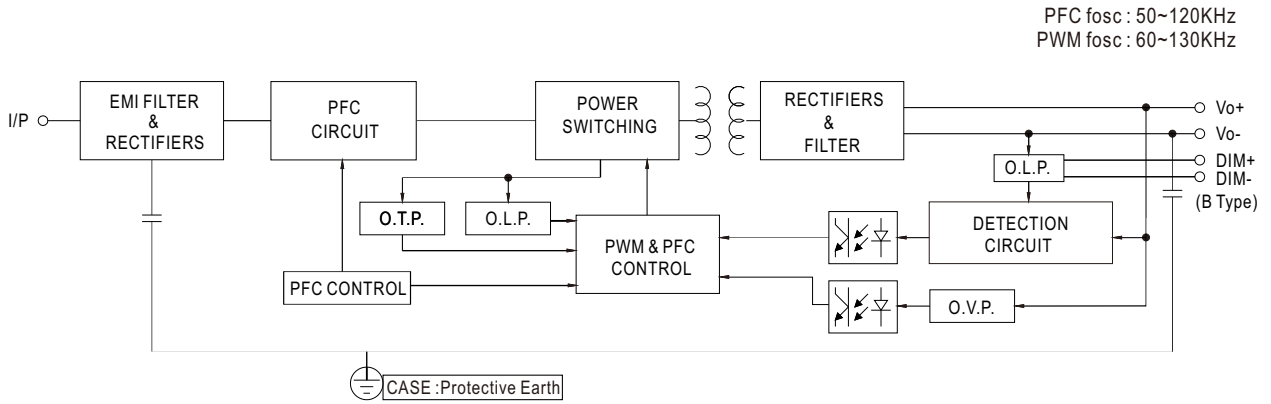 PFC fosc : 50~120KHz
PWM fosc : 60~130KHz
I/P
EMI FILTER
&
RECTIFIERS
PFC
CIRCUIT
POWER
SWITCHING
RECTIFIERS
&
FILTER
Vo+
Vo-
DIM+
DIM-
(B Type)
O.L.P.
O.T.P.
O.L.P.
PWM & PFC
CONTROL
DETECTION
CIRCUIT
PFC CONTROL
O.V.P.
CASE : Protective Earth